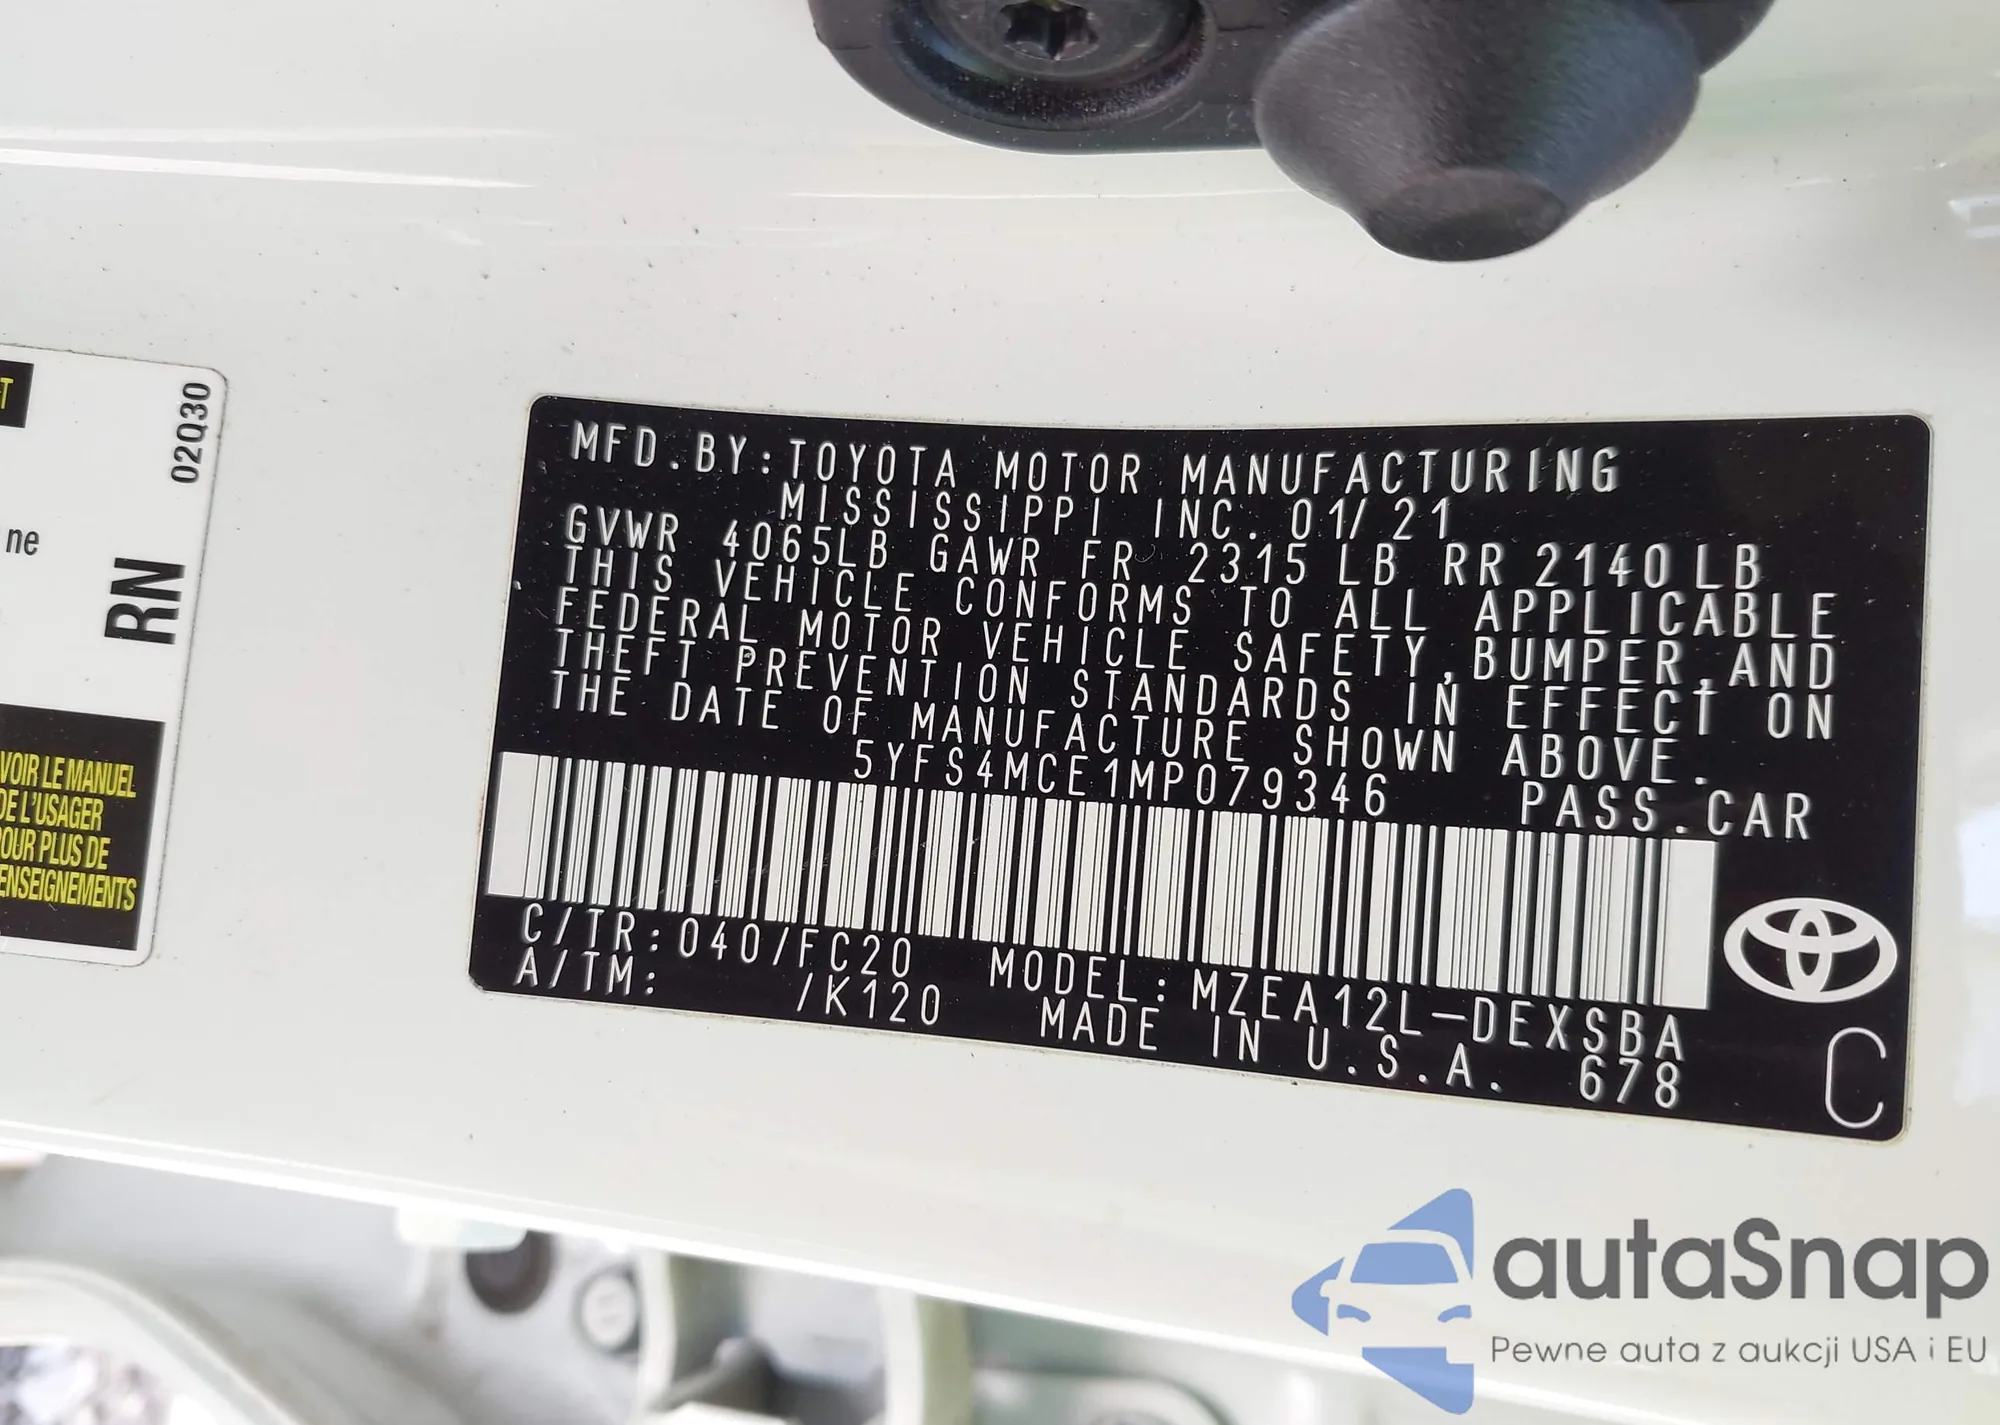 T
02Q30
ne
RN
VOIR LE MANUEL
DE L'USAGER
POUR PLUS DE
ENSEIGNEMENTS
MFD. BY: TOYOTA MOTOR MANUFACTURING
MISSISSIPPI INC. 01/21
GVWR 4065LB GAWR FR 2315 LB RR 2140LB
THIS VEHICLE CONFORMS TO ALL APPLICABLE
FEDERAL MOTOR VEHICLE SAFETY, BUMPER, AND
THEFT PREVENTION STANDARDS IN EFFECT ON
THE DATE OF MANUFACTURE SHOWN ABOVE.
5YFS4MCE1MP079346 PASS. CAR
C/TR: 040/FC20 MODEL: MZEA12L-DEXSBA
A/TM: /K120 MADE IN U.S.A. 678
C
autaSnap
Pewne auta z aukcji USA i EU